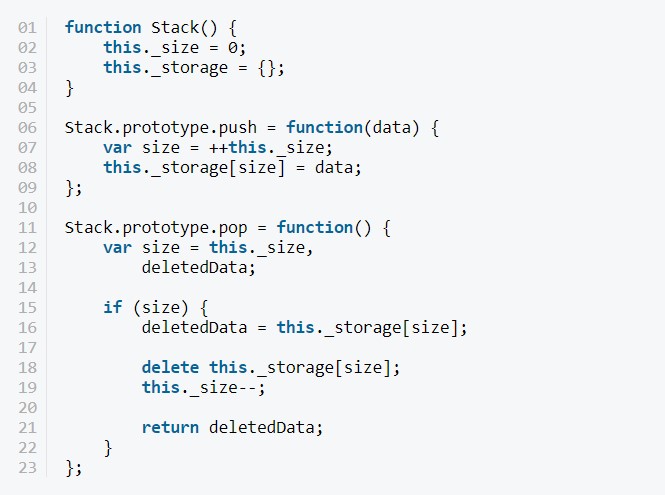 01 function Stack() {
02     this._size = 0;
03     this._storage = {};
04 }
05
06 Stack.prototype.push = function(data) {
07     var size = ++this._size;
08     this._storage[size] = data;
09 };
10
11 Stack.prototype.pop = function() {
12     var size = this._size,
13         deletedData;
14
15     if (size) {
16         deletedData = this._storage[size];
17
18         delete this._storage[size];
19         this._size--;
20
21         return deletedData;
22     }
23 };